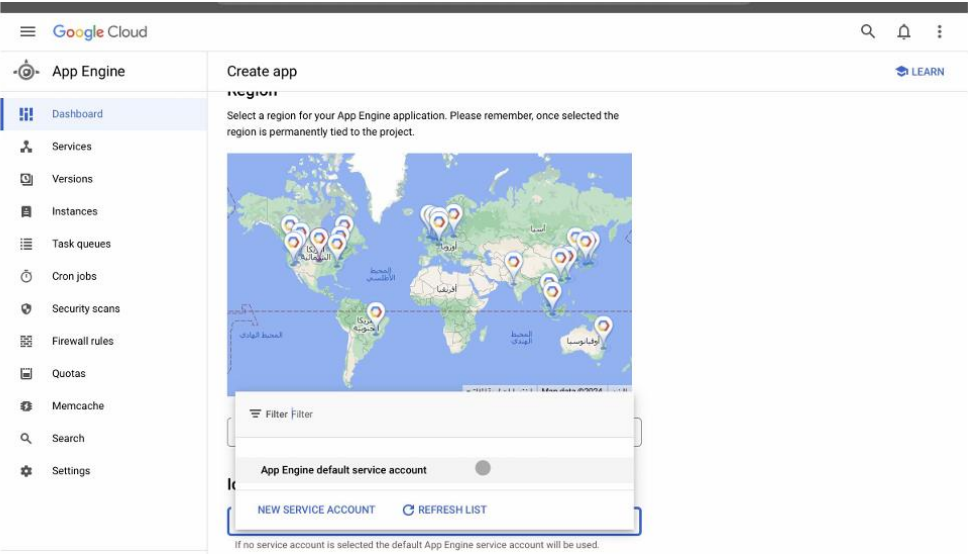 Google Cloud
App Engine
Create app
LEARN
Region
Dashboard
Select a region for your App Engine application. Please remember, once selected the
region is permanently tied to the project.
Services
Versions
Instances
Task queues
Cron jobs
Security scans
Firewall rules
Quotas
Memcache
Search
Settings
آسيا
أوروبا
أمريكا
الشمالية
المحيط
الأطلسي
أفريقيا
أمريكا
الجنوبية
المحيط الهادي
المحيط
الهندي
أوقيانوسيا
Map data ©2024
Filter Filter
App Engine default service account
NEW SERVICE ACCOUNT
REFRESH LIST
If no service account is selected the default App Engine service account will be used.